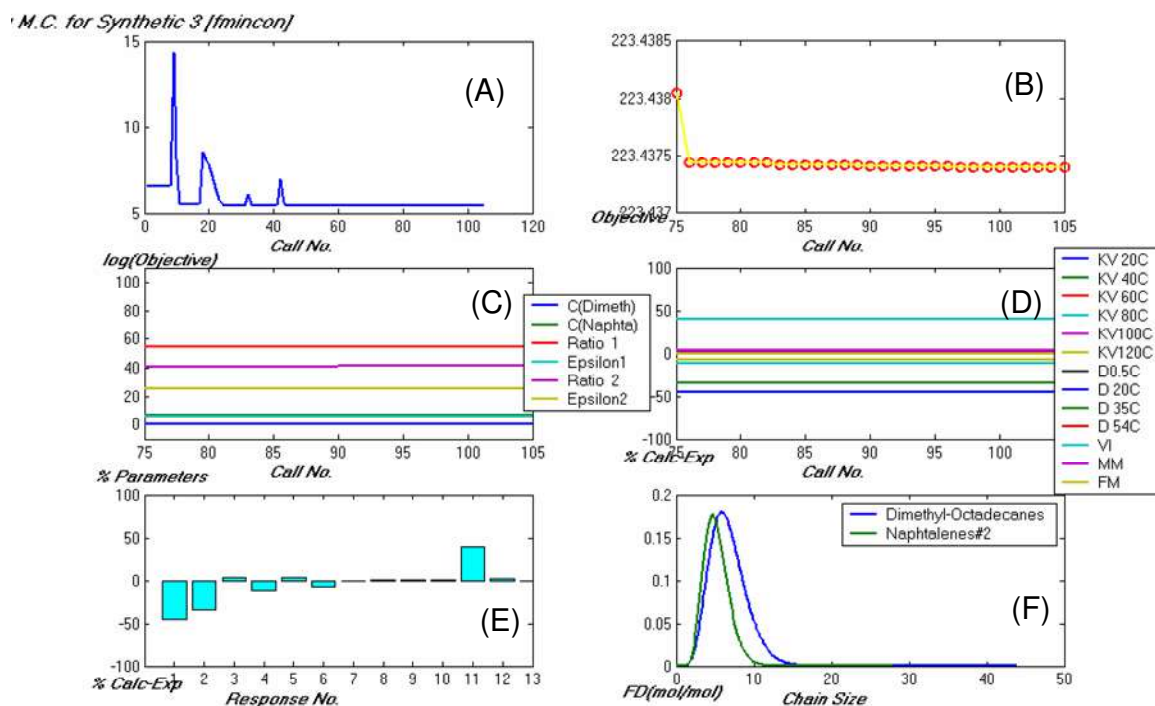 M.C. for Synthetic 3 [fmincon]
15
10
5
0
20
40
60
80
100
120
Call No.
log(Objective)
(A)
223.4385
223.438
223.4375
223.437
Objective
75
80
85
90
95
100
105
Call No.
(B)
100
80
60
40
20
0
75
80
85
90
95
100
105
% Parameters
Call No.
(C)
C(Dimeth)
C(Naphta)
Ratio 1
Epsilon1
Ratio 2
Epsilon2
100
50
0
-50
-100
75
80
85
90
95
100
% Calc-Exp
Call No.
(D)
KV 20C
KV 40C
KV 60C
KV 80C
KV100C
KV120C
D0.5C
D 20C
D 35C
D 54C
VI
MM
FM
100
50
0
-50
-100
1
2
3
4
5
6
7
8
9
10
11
12
13
% Calc-Exp
Response No.
(E)
0.2
0.15
0.1
0.05
0
0
10
20
30
40
50
FD(mol/mol)
Chain Size
(F)
Dimethyl-Octadecanes
Naphtalenes#2